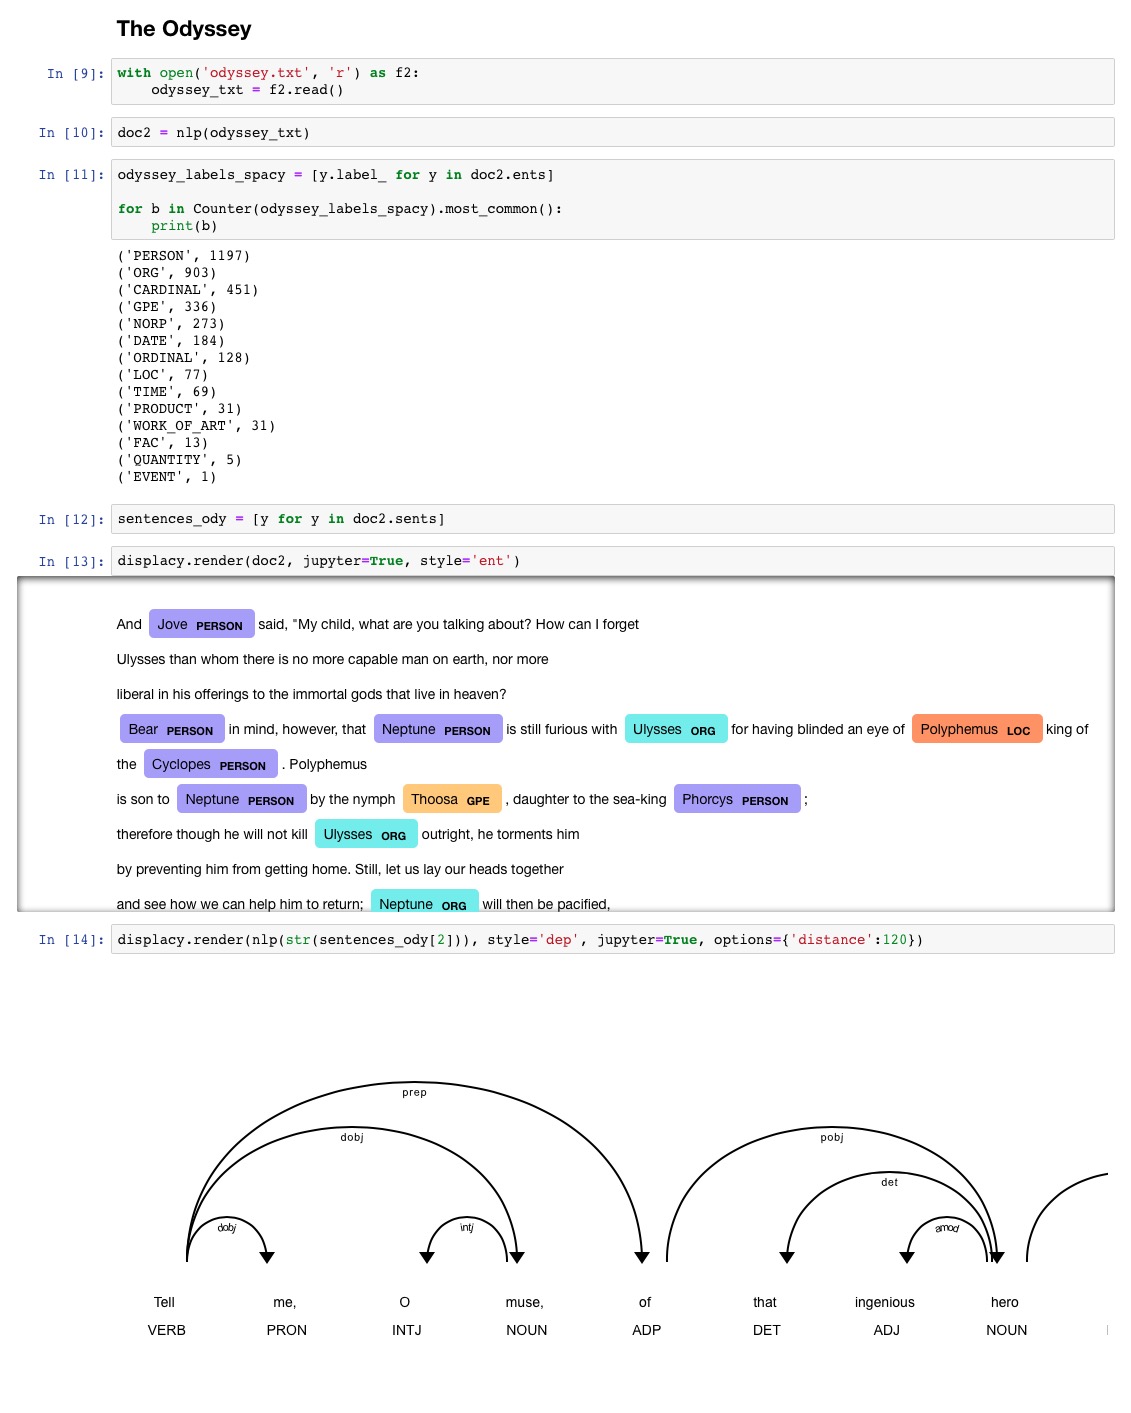 The Odyssey
In [9]: with open('odyssey.txt', 'r') as f2:
    odyssey_txt = f2.read()
In [10]: doc2 = nlp(odyssey_txt)
In [11]: odyssey_labels_spacy = [y.label_ for y in doc2.ents]
for b in Counter(odyssey_labels_spacy).most_common():
    print(b)
('PERSON', 1197)
('ORG', 903)
('CARDINAL', 451)
('GPE', 336)
('NORP', 273)
('DATE', 184)
('ORDINAL', 128)
('LOC', 77)
('TIME', 69)
('PRODUCT', 31)
('WORK_OF_ART', 31)
('FAC', 13)
('QUANTITY', 5)
('EVENT', 1)
In [12]: sentences_ody = [y for y in doc2.sents]
In [13]: displacy.render(doc2, jupyter=True, style='ent')
And Jove PERSON said, "My child, what are you talking about? How can I forget
Ulysses than whom there is no more capable man on earth, nor more
liberal in his offerings to the immortal gods that live in heaven?
Bear PERSON in mind, however, that Neptune PERSON is still furious with Ulysses ORG for having blinded an eye of Polyphemus LOC king of
the Cyclopes PERSON . Polyphemus
is son to Neptune PERSON by the nymph Thoosa GPE , daughter to the sea-king Phorcys PERSON ;
therefore though he will not kill Ulysses ORG outright, he torments him
by preventing him from getting home. Still, let us lay our heads together
and see how we can help him to return; Neptune ORG will then be pacified,
In [14]: displacy.render(nlp(str(sentences_ody[2])), style='dep', jupyter=True, options={'distance':120})
prep
dobj pobj
det
dobj intj amod
Tell me, O muse, of that ingenious hero
VERB PRON INTJ NOUN ADP DET ADJ NOUN